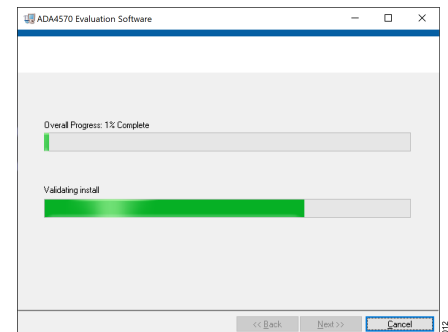 ADA4570 Evaluation Software
Overall Progress: 1% Complete
Validating install
<< Back
Next >>
Cancel